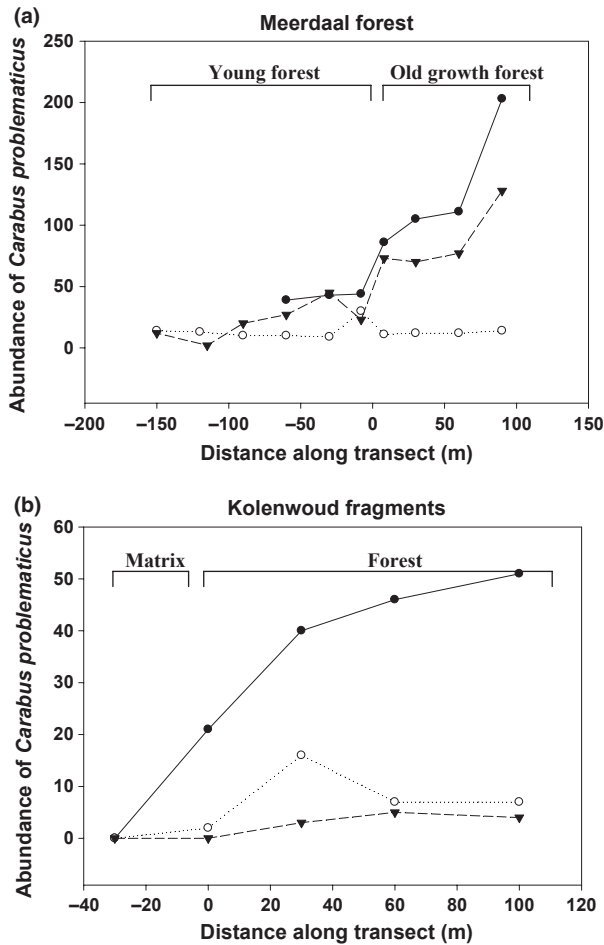 (a)
Meerdaal forest
250
200
150
100
50
0
Young forest
Old growth forest
Abundance of Carabus problematicus
–200 –150 –100 –50 0 50 100 150
Distance along transect (m)
(b)
Kolenwoud fragments
60
50
40
30
20
10
0
Matrix
Forest
Abundance of Carabus problematicus
–40 –20 0 20 40 60 80 100 120
Distance along transect (m)